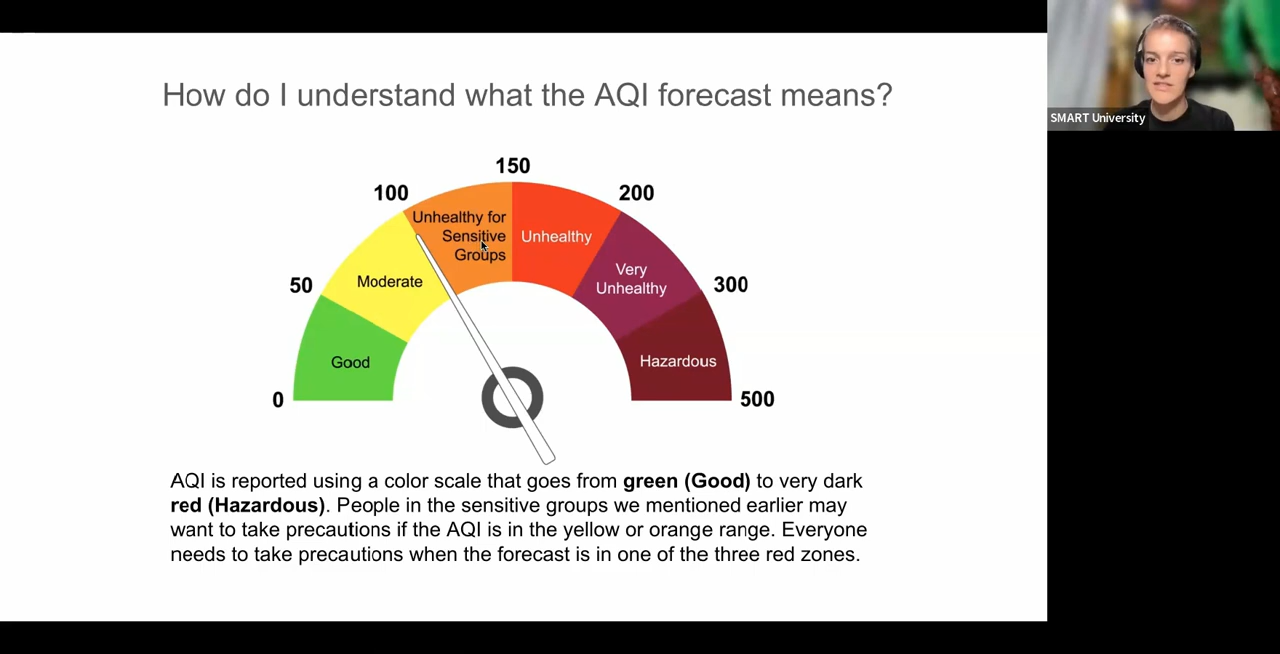 How do I understand what the AQI forecast means?
150
100
200
Unhealthy for
Sensitive
Groups
Unhealthy
50
Moderate
Very
Unhealthy
300
Good
Hazardous
0
500
AQI is reported using a color scale that goes from green (Good) to very dark
red (Hazardous). People in the sensitive groups we mentioned earlier may
want to take precautions if the AQI is in the yellow or orange range. Everyone
needs to take precautions when the forecast is in one of the three red zones.
SMART University